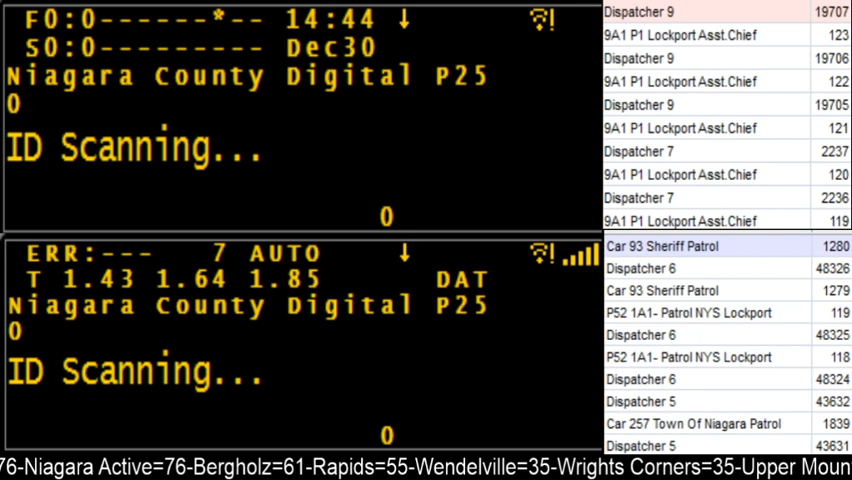 F0:0------*-- 14:44 ↓
S0:0--------- Dec30
Niagara County Digital P25
0
ID Scanning...
0
Dispatcher 9 19707
9A1 P1 Lockport Asst.Chief 123
Dispatcher 9 19706
9A1 P1 Lockport Asst.Chief 122
Dispatcher 9 19705
9A1 P1 Lockport Asst.Chief 121
Dispatcher 7 2237
9A1 P1 Lockport Asst.Chief 120
Dispatcher 7 2236
9A1 P1 Lockport Asst.Chief 119
ERR:--- 7 AUTO ↓
T 1.43 1.64 1.85 DAT
Niagara County Digital P25
0
ID Scanning...
0
Car 93 Sheriff Patrol 1280
Dispatcher 6 48326
Car 93 Sheriff Patrol 1279
P52 1A1- Patrol NYS Lockport 119
Dispatcher 6 48325
P52 1A1- Patrol NYS Lockport 118
Dispatcher 6 48324
Dispatcher 5 43632
Car 257 Town Of Niagara Patrol 1839
Dispatcher 5 43631
76-Niagara Active=76-Bergholz=61-Rapids=55-Wendelville=35-Wrights Corners=35-Upper Moun